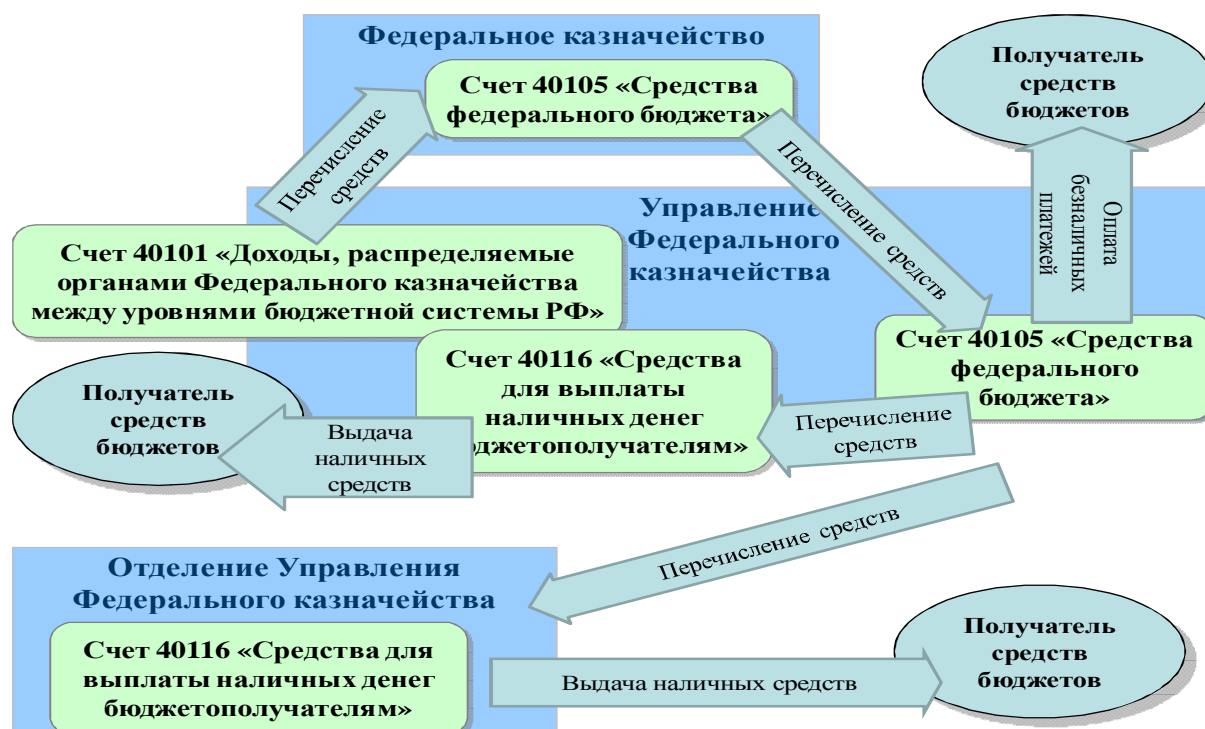 Федеральное казначейство
Счет 40105 «Средства
федерального бюджета»
Получатель
средств
бюджетов
Перечисление
средств
Перечисление средств
Оплата
безналичных
платежей
Управление
Федерального
казначейства
Счет 40101 «Доходы, распределяемые
органами Федерального казначейства
между уровнями бюджетной системы РФ»
Счет 40116 «Средства
для выплаты
наличных денег
юджетополучателям»
Счет 40105 «Средства
федерального
бюджета»
Получатель
средств
бюджетов
Выдача
наличных
средств
Перечисление
средств
Перечисление средств
Отделение Управления
Федерального казначейства
Счет 40116 «Средства для
выплаты наличных денег
бюджетополучателям»
Выдача наличных средств
Получатель
средств
бюджетов